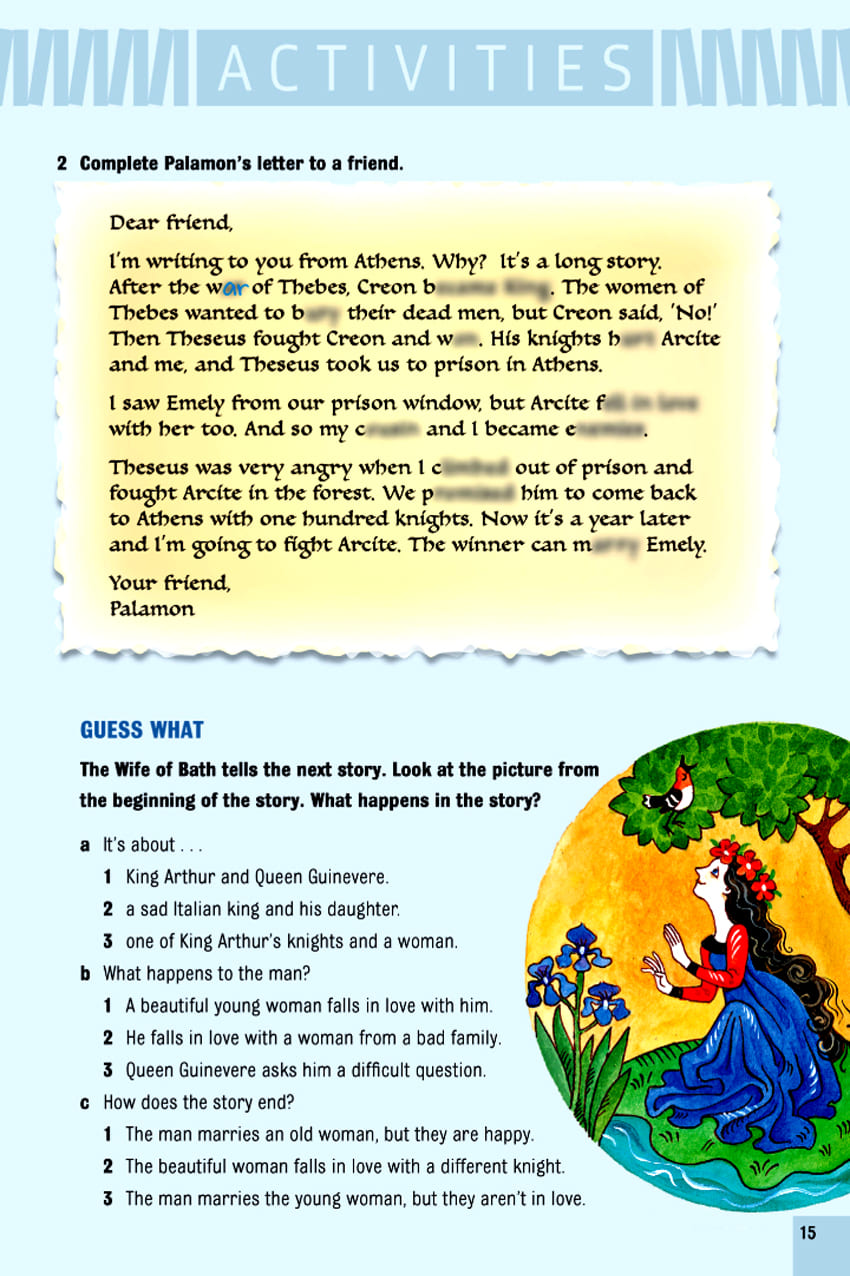 ACTIVITIES
2 Complete Palamon's letter to a friend.
Dear friend,
I'm writing to you from Athens. Why? It's a long story.
After the war of Thebes, Creon b . The women of
Thebes wanted to b their dead men, but Creon said, 'No!'
Then Theseus fought Creon and w . His knights h Arcite
and me, and Theseus took us to prison in Athens.
I saw Emely from our prison window, but Arcite f
with her too. And so my c and I became e .
Theseus was very angry when I c out of prison and
fought Arcite in the forest. We p him to come back
to Athens with one hundred knights. Now it's a year later
and I'm going to fight Arcite. The winner can m Emely.
Your friend,
Palamon
GUESS WHAT
The Wife of Bath tells the next story. Look at the picture from
the beginning of the story. What happens in the story?
a It's about . . .
1 King Arthur and Queen Guinevere.
2 a sad Italian king and his daughter.
3 one of King Arthur's knights and a woman.
b What happens to the man?
1 A beautiful young woman falls in love with him.
2 He falls in love with a woman from a bad family.
3 Queen Guinevere asks him a difficult question.
c How does the story end?
1 The man marries an old woman, but they are happy.
2 The beautiful woman falls in love with a different knight.
3 The man marries the young woman, but they aren't in love.
15